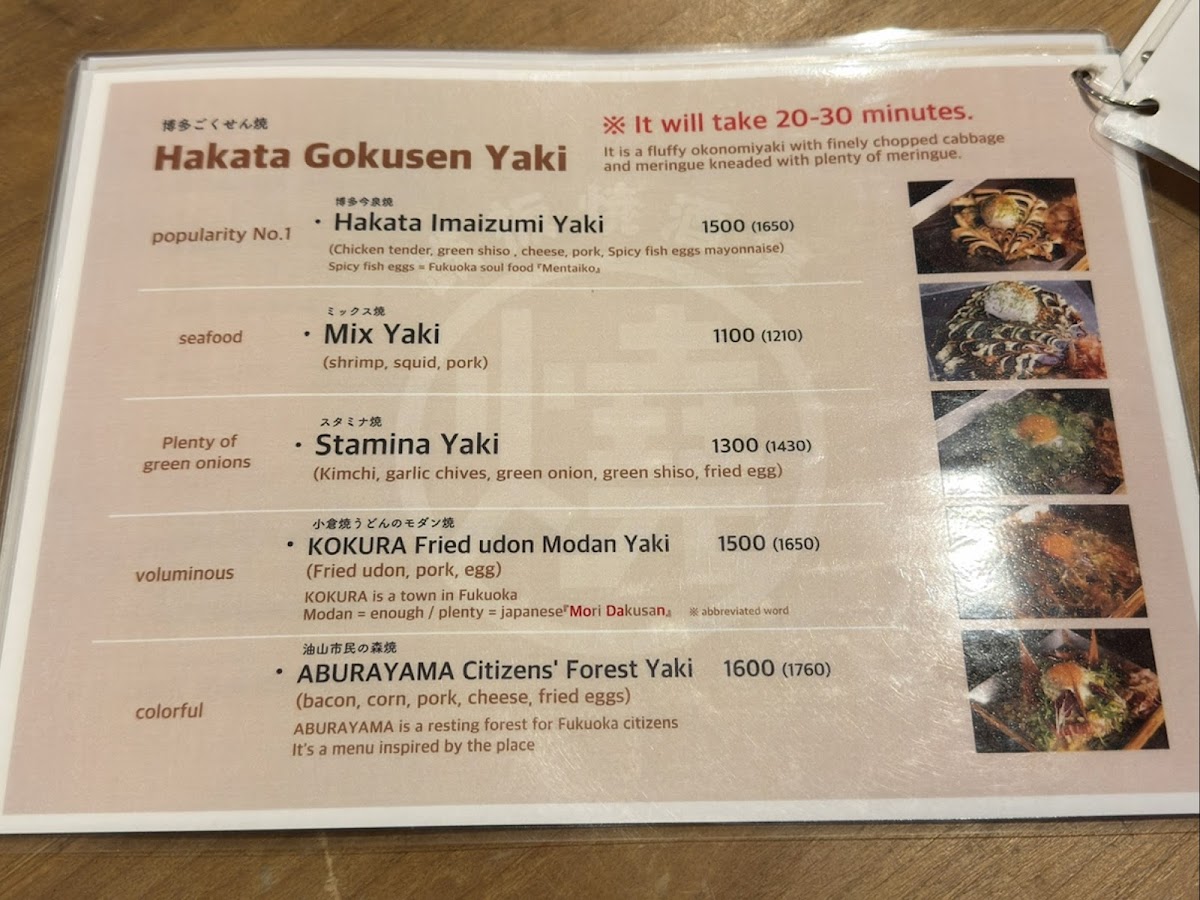 博多ごくせん焼
Hakata Gokusen Yaki
※ It will take 20-30 minutes.
It is a fluffy okonomiyaki with finely chopped cabbage
and meringue kneaded with plenty of meringue.
popularity No.1
博多今泉焼
・Hakata Imaizumi Yaki 1500 (1650)
(Chicken tender, green shiso , cheese, pork, Spicy fish eggs mayonnaise)
Spicy fish eggs = Fukuoka soul food『Mentaiko』
seafood
ミックス焼
・Mix Yaki 1100 (1210)
(shrimp, squid, pork)
Plenty of
green onions
スタミナ焼
・Stamina Yaki 1300 (1430)
(Kimchi, garlic chives, green onion, green shiso, fried egg)
voluminous
小倉焼うどんのモダン焼
・KOKURA Fried udon Modan Yaki 1500 (1650)
(Fried udon, pork, egg)
KOKURA is a town in Fukuoka
Modan = enough / plenty = japanese『Mori Dakusan』 ※ abbreviated word
colorful
油山市民の森焼
・ABURAYAMA Citizens' Forest Yaki 1600 (1760)
(bacon, corn, pork, cheese, fried eggs)
ABURAYAMA is a resting forest for Fukuoka citizens
It's a menu inspired by the place